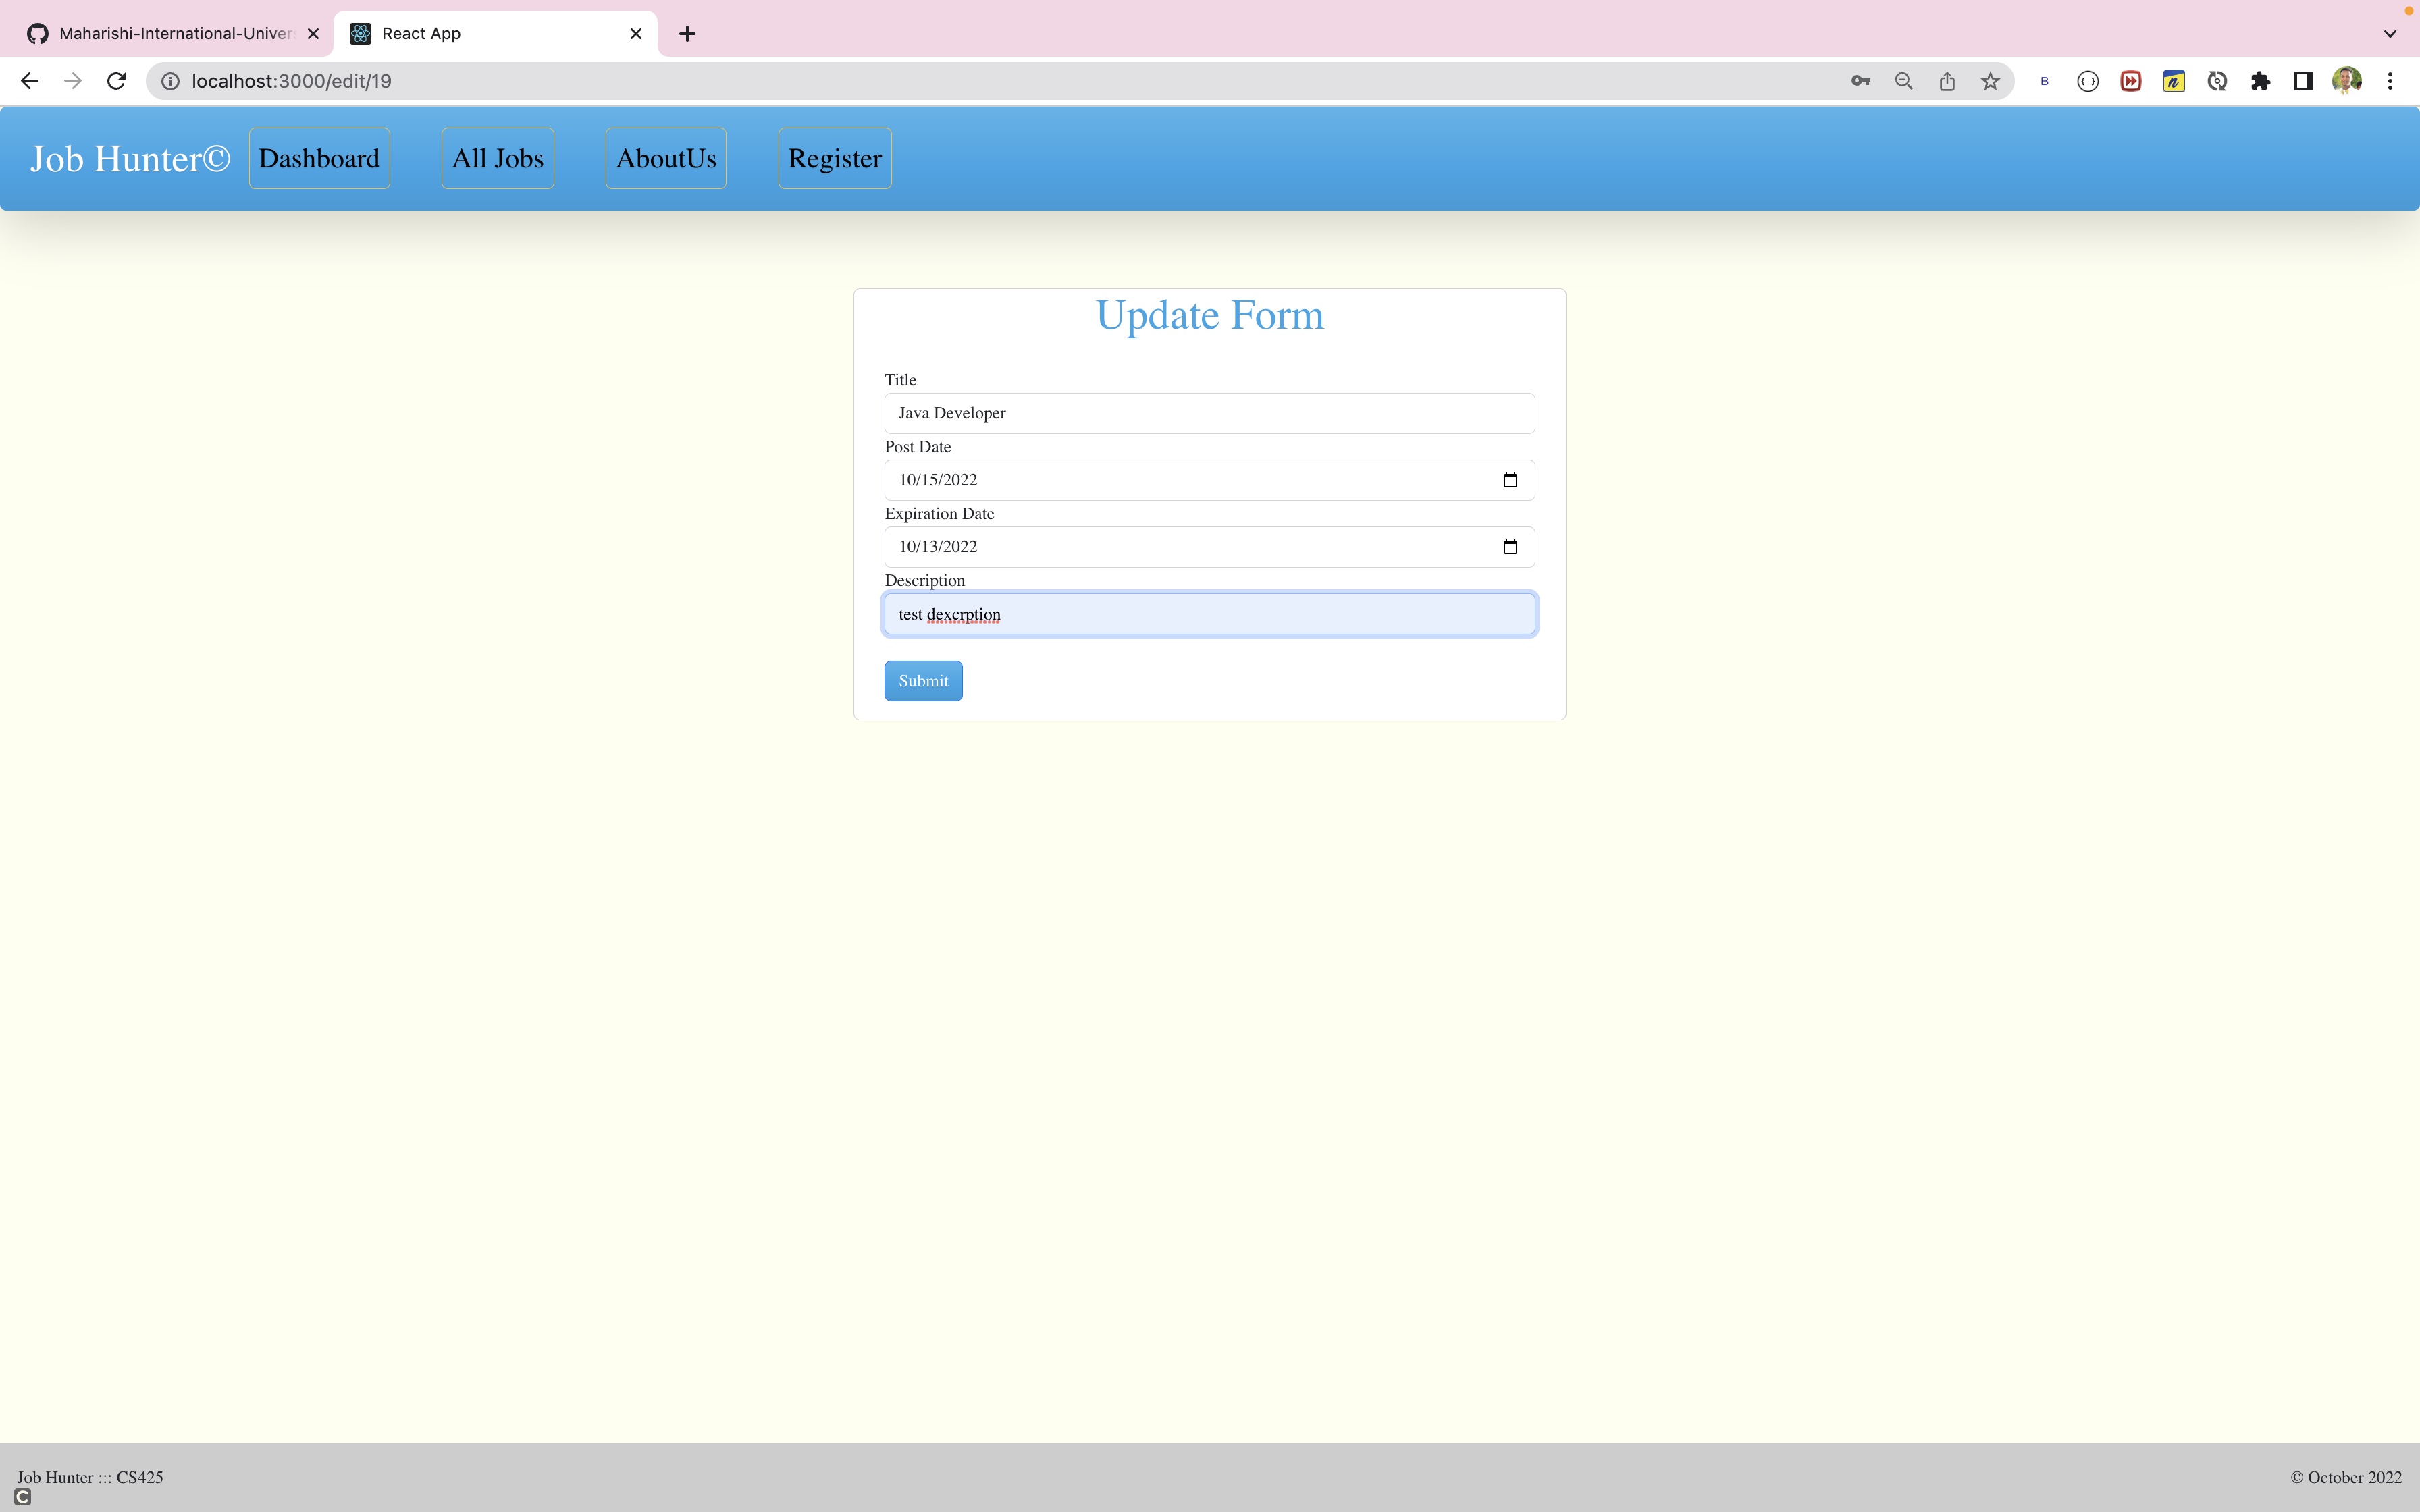 Maharishi-International-Univer
React App
localhost:3000/edit/19
B
n
Job Hunter© Dashboard All Jobs AboutUs Register
Update Form
Title
Java Developer
Post Date
10/15/2022
Expiration Date
10/13/2022
Description
test dexcrption
Submit
Job Hunter ::: CS425
© October 2022
C